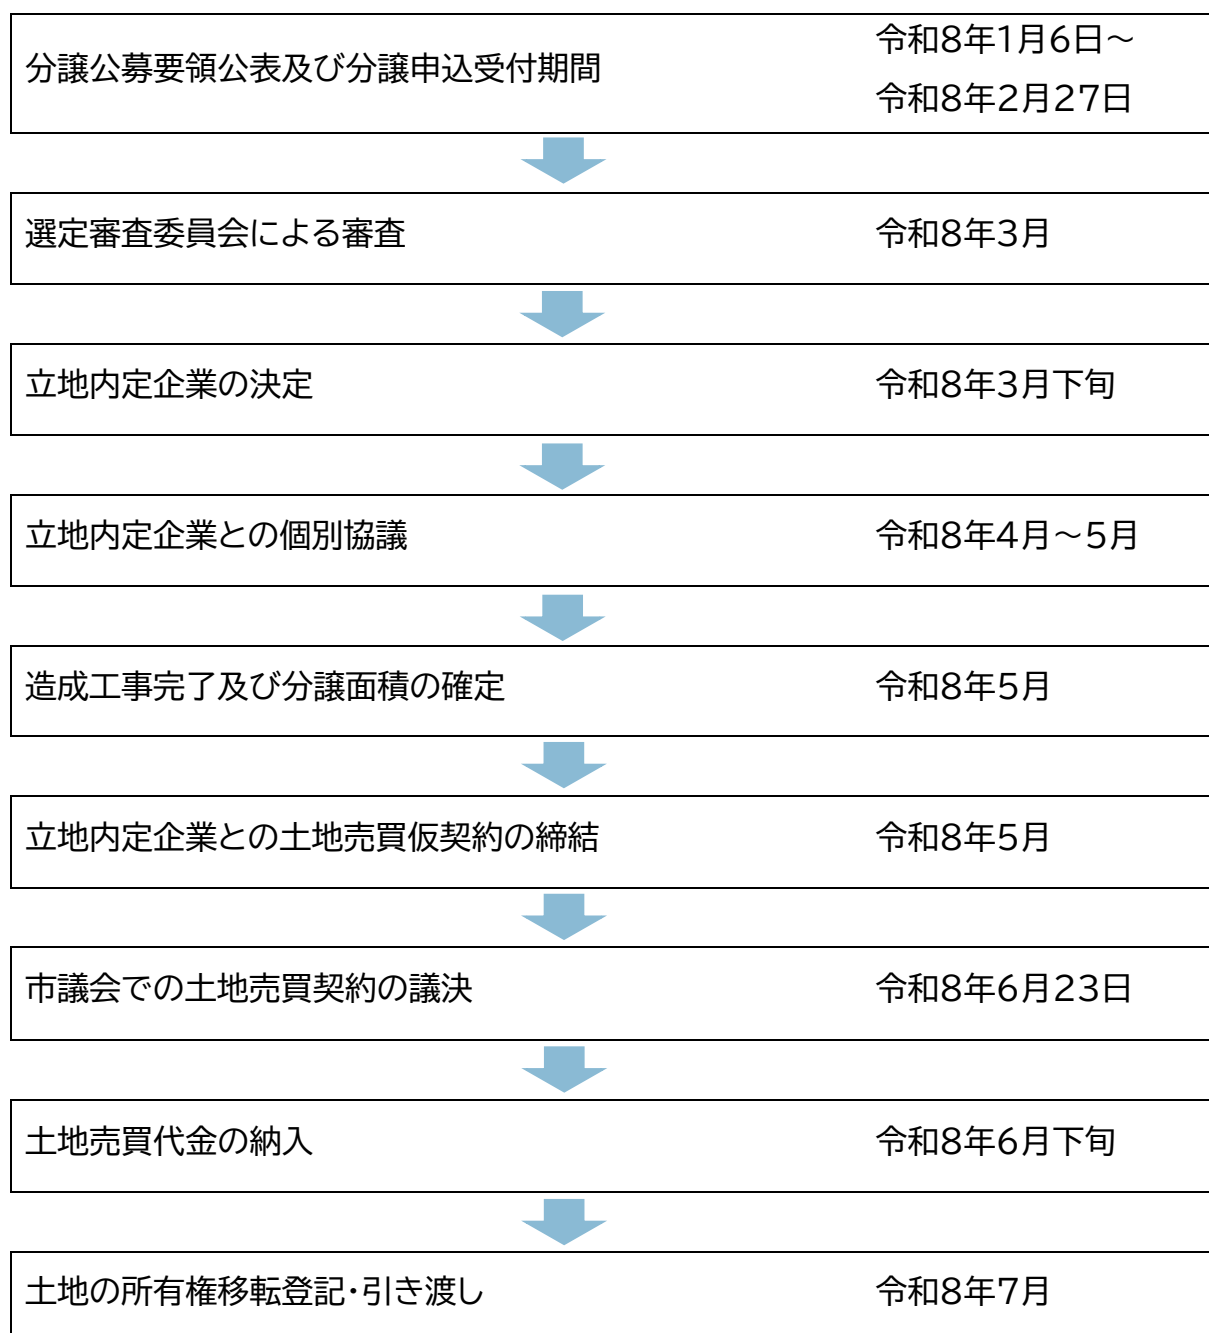 分譲公募要領公表及び分譲申込受付期間
令和8年1月6日～
令和8年2月27日
選定審査委員会による審査
令和8年3月
立地内定企業の決定
令和8年3月下旬
立地内定企業との個別協議
令和8年4月～5月
造成工事完了及び分譲面積の確定
令和8年5月
立地内定企業との土地売買仮契約の締結
令和8年5月
市議会での土地売買契約の議決
令和8年6月23日
土地売買代金の納入
令和8年6月下旬
土地の所有権移転登記・引き渡し
令和8年7月